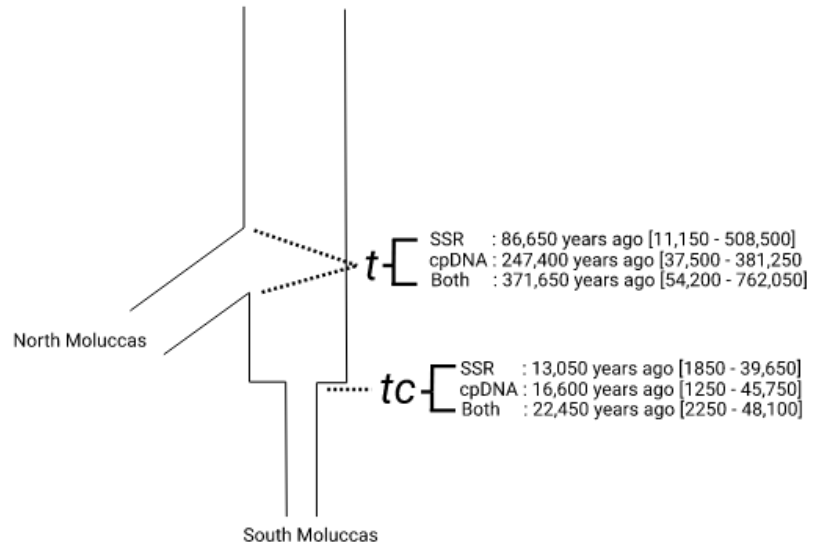 SSR : 86,650 years ago [11,150 - 508,500]
t
cpDNA : 247,400 years ago [37,500 - 381,250
Both : 371,650 years ago [54,200 - 762,050]
North Moluccas
SSR : 13,050 years ago [1850 - 39,650]
tc
cpDNA : 16,600 years ago [1250 - 45,750]
Both : 22,450 years ago [2250 - 48,100]
South Moluccas